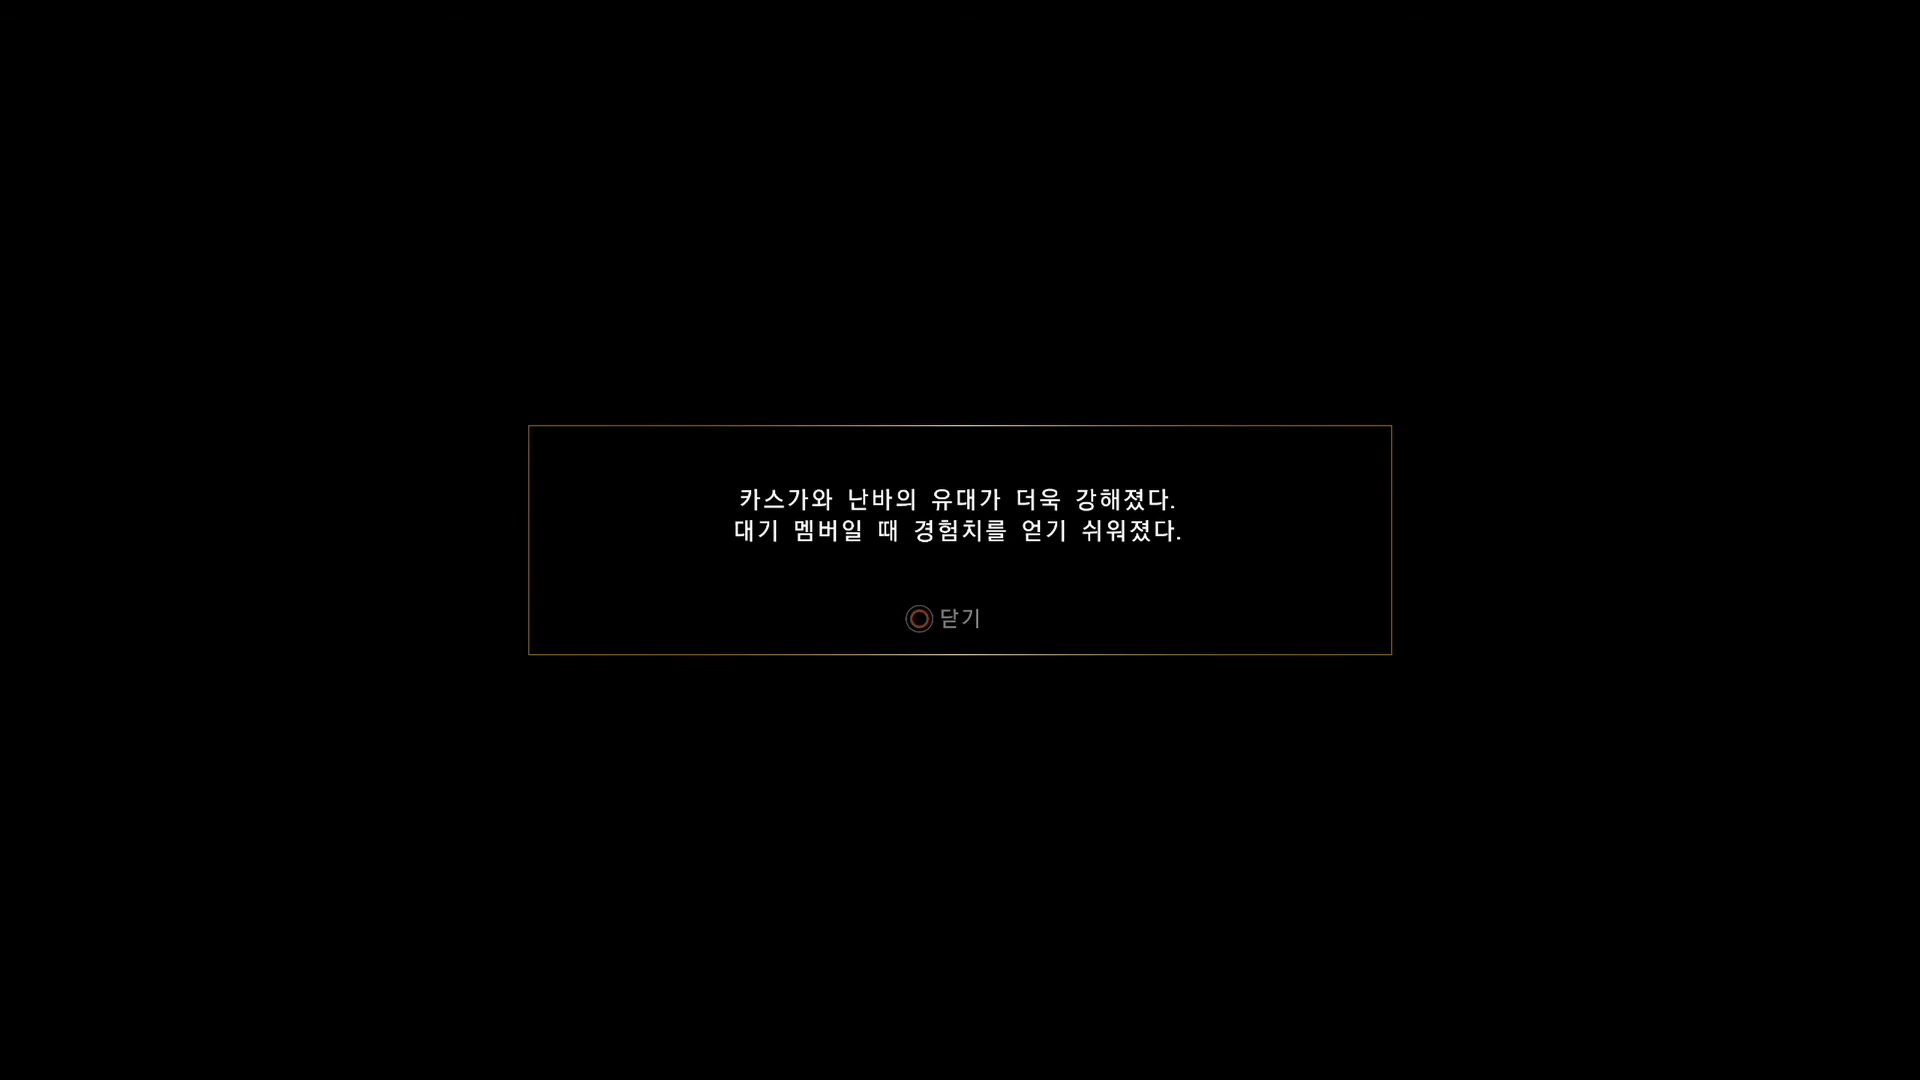 카스가와 난바의 유대가 더욱 강해졌다.
대기 멤버일 때 경험치를 얻기 쉬워졌다.
닫기